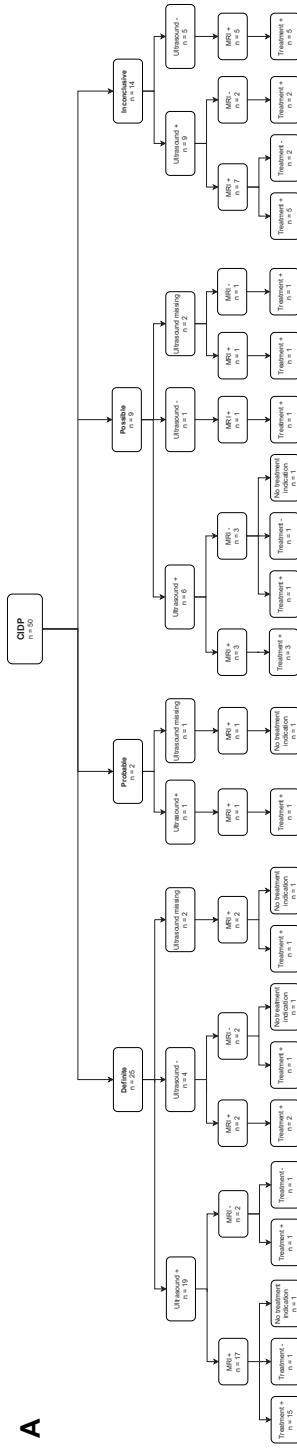 A
CIDP
n = 50
Definite
n = 25
Probable
n = 2
Possible
n = 9
Inconclusive
n = 14
Ultrasound +
n = 19
Ultrasound -
n = 4
Ultrasound missing
n = 2
Ultrasound+
n = 1
Ultrasound missing
n = 1
Ultrasound +
n = 6
Ultrasound -
n = 1
Ultrasound missing
n = 2
Ultrasound +
n = 9
Ultrasound -
n = 5
MRI+
n = 17
MRI -
n = 2
MRI +
n = 2
MRI -
n = 2
MRI +
n = 2
MRI +
n = 1
MRI +
n = 1
MRI +
n = 3
MRI -
n = 3
MRI +
n = 1
MRI +
n = 1
MRI -
n = 1
MRI +
n = 7
MRI -
n = 2
MRI +
n = 5
Treatment +
n = 15
Treatment -
n = 1
No treatment
indication
n = 1
Treatment +
n = 1
Treatment -
n = 1
Treatment +
n = 2
Treatment +
n = 1
No treatment
indication
n = 1
Treatment +
n = 1
No treatment
indication
n = 1
Treatment +
n = 1
No treatment
indication
n = 1
Treatment +
n = 3
Treatment +
n = 1
Treatment -
n = 1
No treatment
indication
n = 1
Treatment +
n = 1
Treatment +
n = 1
Treatment +
n = 1
Treatment +
n = 5
Treatment -
n = 2
Treatment +
n = 2
Treatment +
n = 5